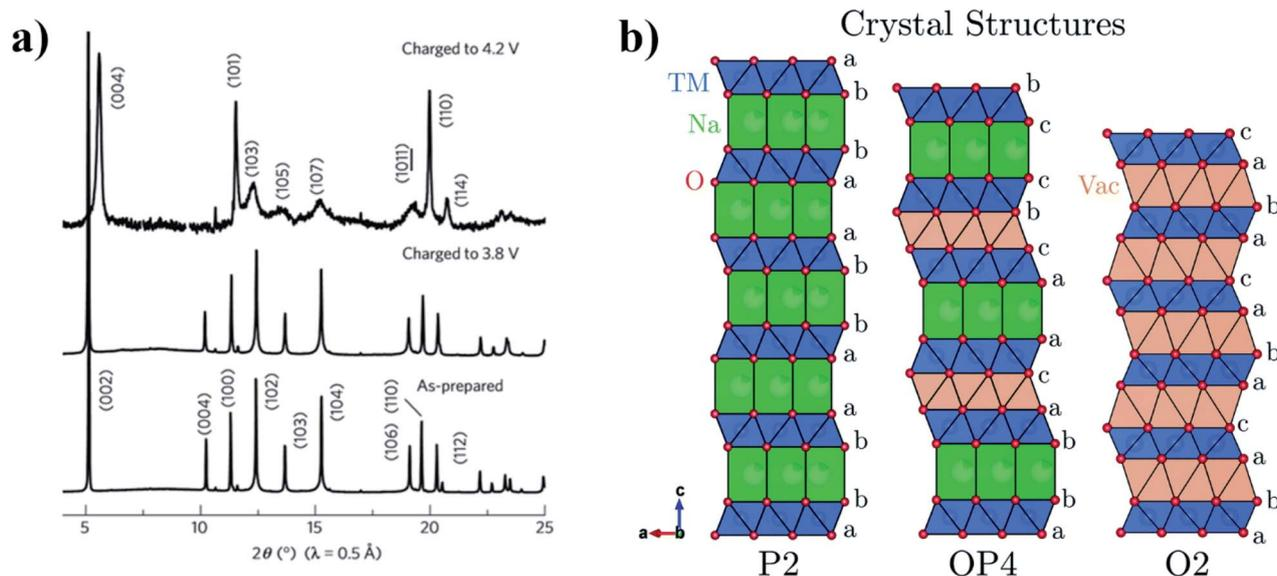 a)
Charged to 4.2 V
(004)
(101)
(103)
(105)
(107)
(1011)
(110)
(114)
Charged to 3.8 V
As-prepared
(002)
(004)
(100)
(102)
(103)
(104)
(106)
(110)
(112)
5
10
15
20
25
2θ (°) (λ = 0.5 Å)
b)
Crystal Structures
TM
Na
O
a
b
b
a
a
b
b
a
a
b
b
a
c
a
b
P2
b
c
c
b
c
a
a
c
a
b
b
a
OP4
Vac
c
a
b
a
c
a
b
a
c
a
b
a
O2